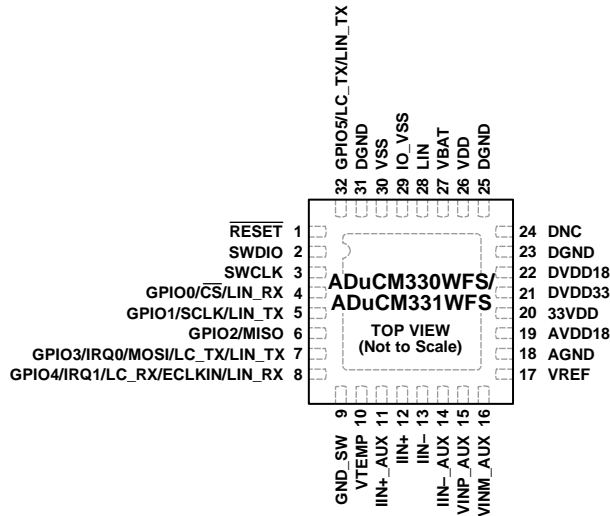 32 GPIO5/LC_TX/LIN_TX
31 DGND
30 VSS
29 IO_VSS
28 LIN
27 VBAT
26 VDD
25 DGND
RESET 1
SWDIO 2
SWCLK 3
GPIO0/CS/LIN_RX 4
GPIO1/SCLK/LIN_TX 5
GPIO2/MISO 6
GPIO3/IRQ0/MOSI/LC_TX/LIN_TX 7
GPIO4/IRQ1/LC_RX/ECLKIN/LIN_RX 8
ADuCM330WFS/
ADuCM331WFS
TOP VIEW
(Not to Scale)
24 DNC
23 DGND
22 DVDD18
21 DVDD33
20 33VDD
19 AVDD18
18 AGND
17 VREF
GND_SW 9
VTEMP 10
IIN+_AUX 11
IIN+ 12
IIN– 13
IIN–_AUX 14
VINP_AUX 15
VINM_AUX 16